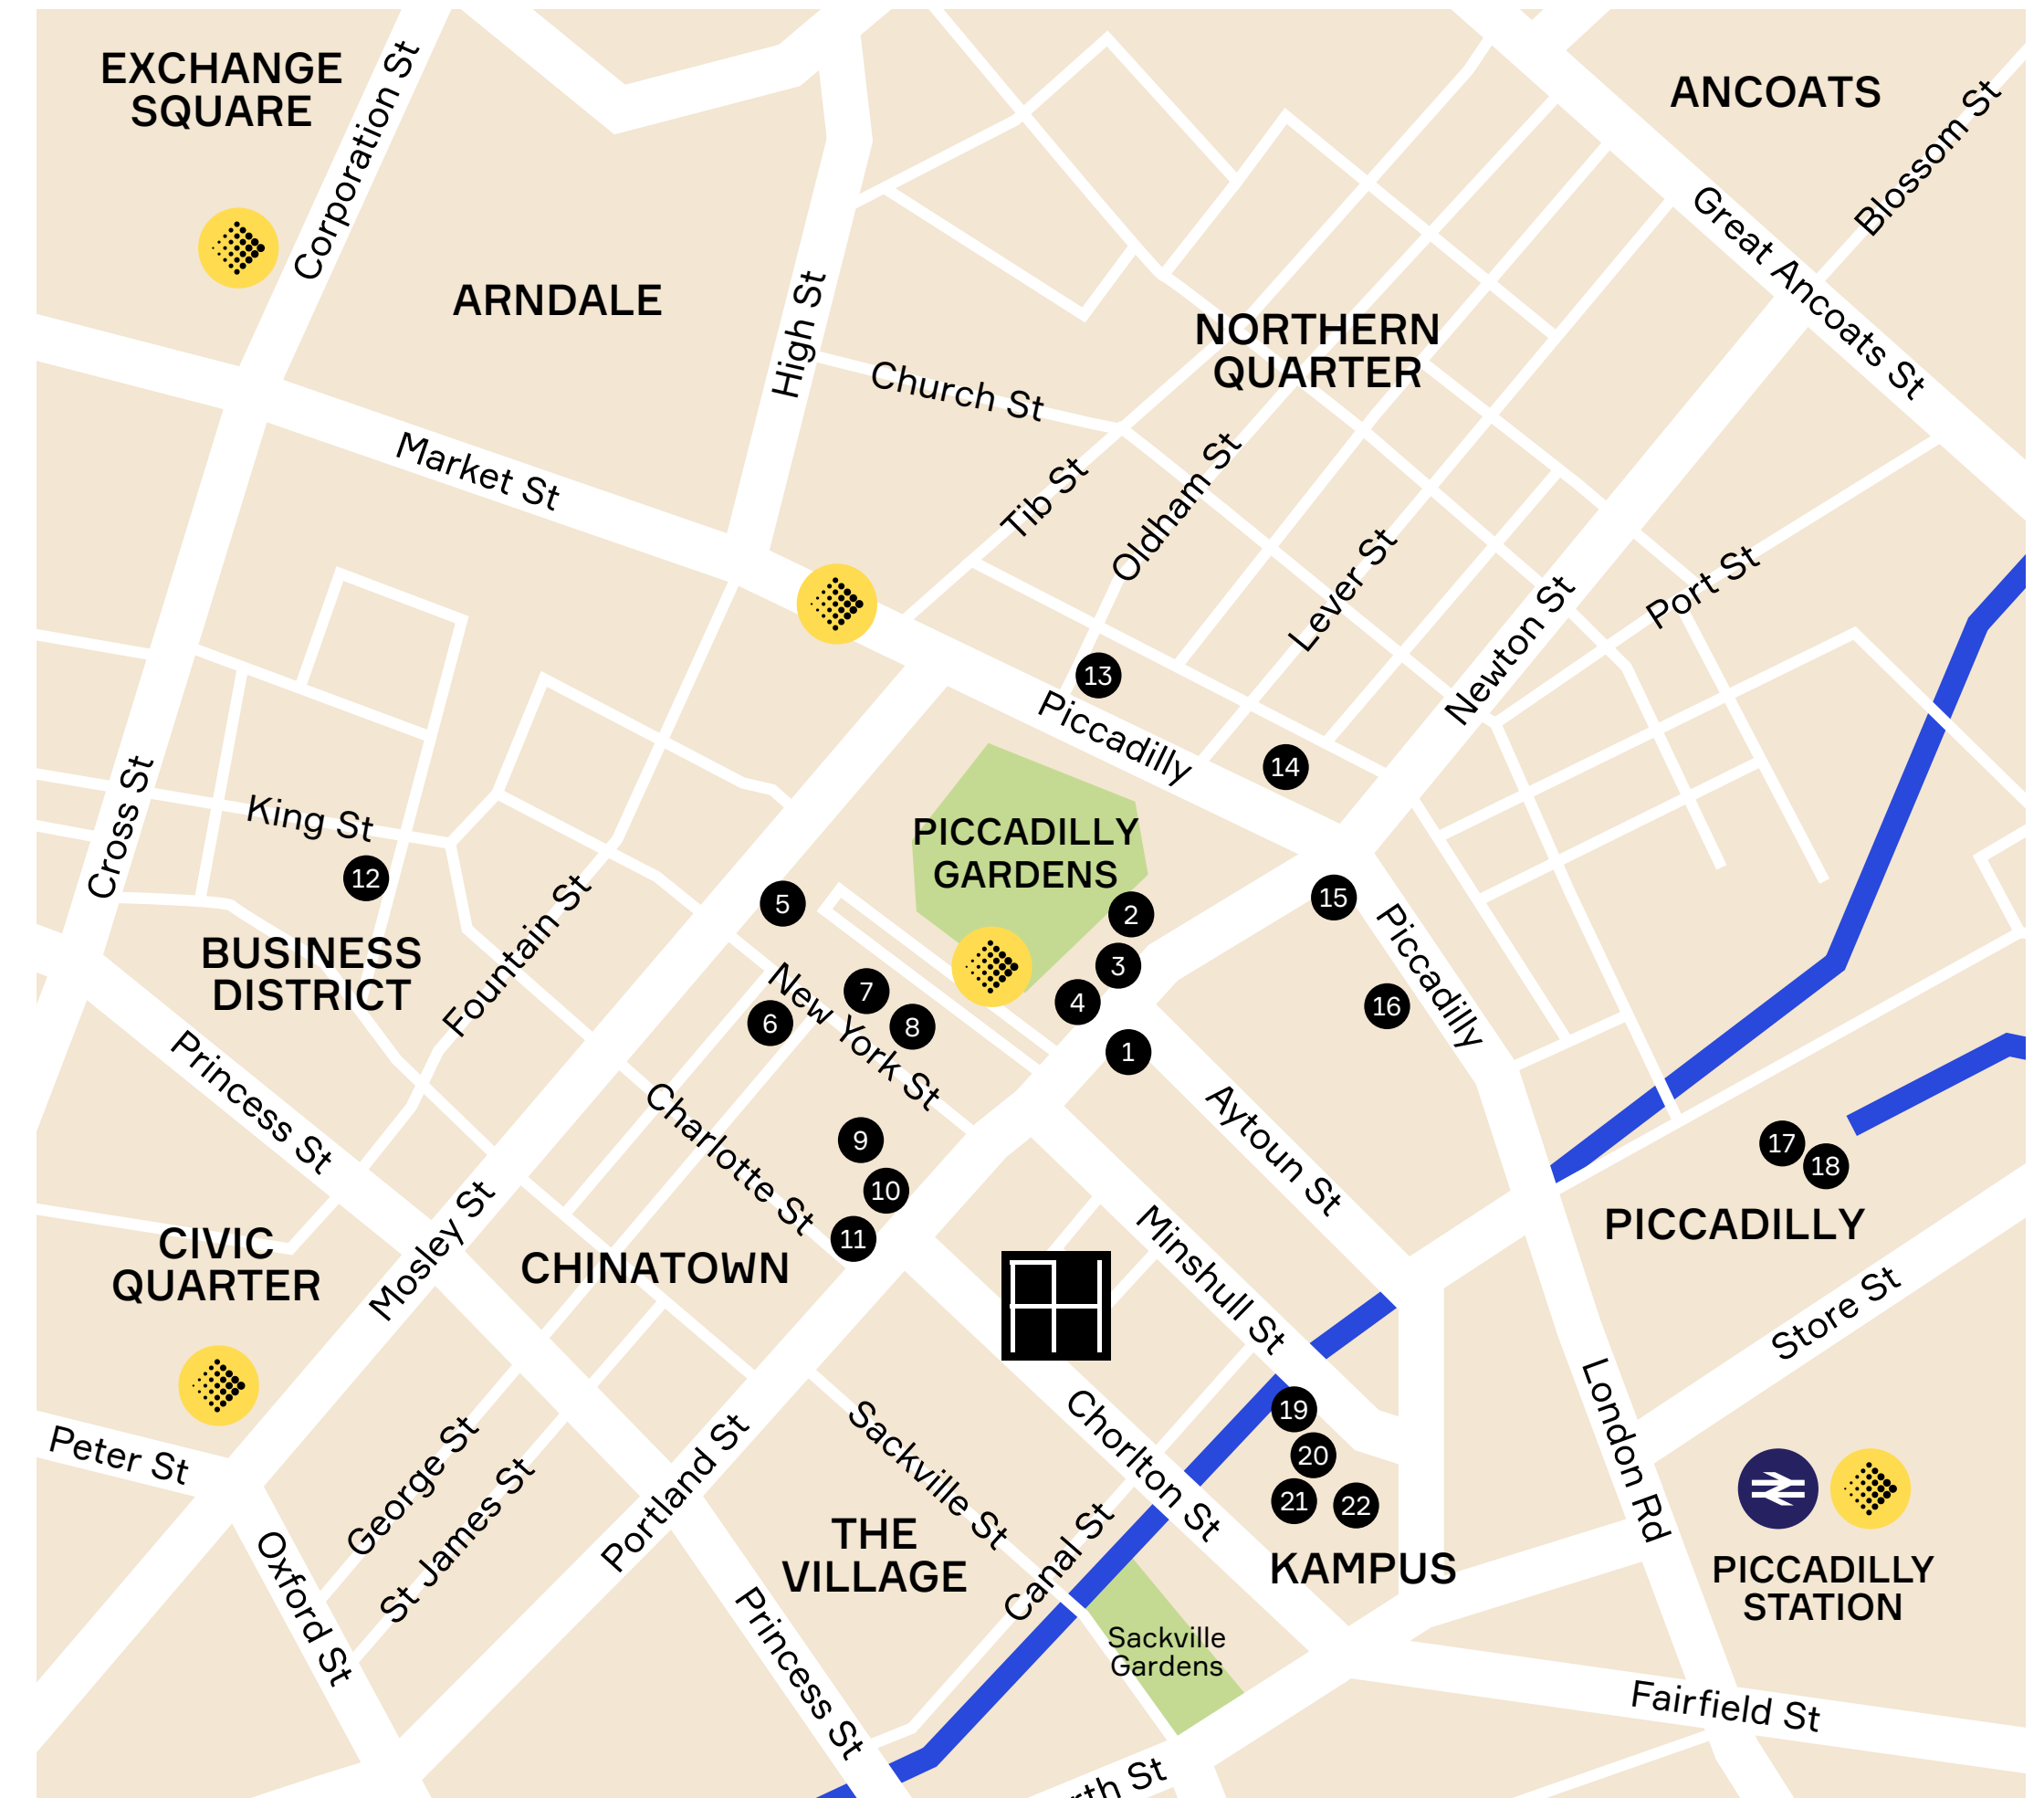 EXCHANGE
SQUARE
Corporation St
ANCOATS
Blossom St
Great Ancoats St
ARNDALE
High St
NORTHERN
QUARTER
Church St
Market St
Tib St
Oldham St
Lever St
Newton St
Port St
13
Piccadilly
14
Cross St
King St
12
PICCADILLY
GARDENS
5
2
15
3
4
16
Piccadilly
BUSINESS
DISTRICT
Fountain St
New York St
7
6
8
1
Princess St
Charlotte St
9
10
11
Aytoun St
17
18
PICCADILLY
CIVIC
QUARTER
Mosley St
CHINATOWN
Minshull St
Store St
Peter St
George St
St James St
Portland St
Sackville St
Chorlton St
19
20
21
22
London Rd
Oxford St
THE
VILLAGE
Canal St
KAMPUS
PICCADILLY
STATION
Princess St
Sackville
Gardens
Fairfield St
rth St